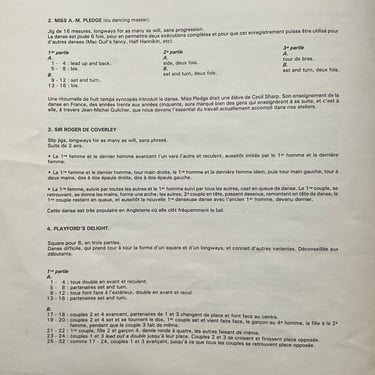 2. MISS A.-M. PLEDGE (ou dancing master).
Jig de 16 mesures, longways for as many as will, sans progression.
La danse est jouée 6 fois, pour en permettre deux exécutions complètes et pour que cet enregistrement puisse être utilisé pour
d'autres danses (Mac Guil's fancy, Half Hannikin, etc).
1re partie
A.
1 - 4 : lead up and back.
5 - 8 : bis.
B.
9 - 12 : set and turn.
13 - 16 : bis.
2e partie
A.
side, deux fois.
B.
set and turn, deux fois.
3e partie
A.
tour de bras.
B.
set and turn, deux fois.
Une ritournelle de huit temps syncopés introduit la danse. Miss Pledge était une élève de Cecil Sharp. Son enseignement de la
danse en France, des années trente aux années cinquante, aura marqué bien des gens qui enseignèrent à sa suite, et c'est à
elle, à travers Jean-Michel Guilcher, que nous devons l'essentiel du travail actuellement accompli dans nos ateliers.
3. SIR ROGER DE COVERLEY
Slip jigs, longways for as many as will, sans phrase.
Suite de 2 airs.
• La 1re femme et le dernier homme avancent l'un vers l'autre et reculent, aussitôt imités par le 1er homme et la dernière
femme.
• La 1re femme et le dernier homme, tour main droite, le 1er homme et la dernière femme idem, puis tour main gauche, tour à
deux mains, dos à dos épaule droite, dos à dos épaule gauche.
• La 1re femme, suivie par toutes les autres et le 1er homme suivi par tous les autres, cast en queue de danse. Le 1er couple, se
retrouvant, se donne les mains, forme une arche; les autres, 2e couple en tête, passent dessous, remontent en tête de danse, le
1er couple restant en queue, et aussitôt la nouvelle 1re danseuse danse avec l'ancien 1er homme, devenu dernier.
Cette danse est très populaire en Angleterre où elle clôt fréquemment le bal.
4. PLAYFORD'S DELIGHT.
Square pour 8, en trois parties.
Danse difficile, qui prend tour à tour la forme d'un square et d'un longways, et connait d'autres variantes. Déconseillée aux
débutants.
1re partie
A.
1 - 4 : tous double en avant et reculent.
5 - 8 : partenaires set and turn.
9 - 12 : tous font face à l'extérieur, double en avant et recul.
13 - 16 : partenaires set and turn.
B.
17 - 18 : couples 2 et 4 avancent, partenaires de 1 et 3 changent de place et font face au centre.
19 - 20 : couples 2 et 4 set et se tournent le dos, 1er couple set et vient faire face, le garçon au 4e homme, la fille à la 2e
femme, pendant que le couple 3 fait de même.
21 - 22 : 1er couple, fille 2 et garçon 4, demie ronde à quatre, les autres faisant de même.
23 - 24 : couples 1 et 3 lead out a double jusqu'à leur place. Couples 2 et 3 se croisent et finissent place opposée.
25 - 32 : comme 17 - 24, couples 1 et 3 avançant, jusqu'à ce que tous les couples se retrouvent place opposée.